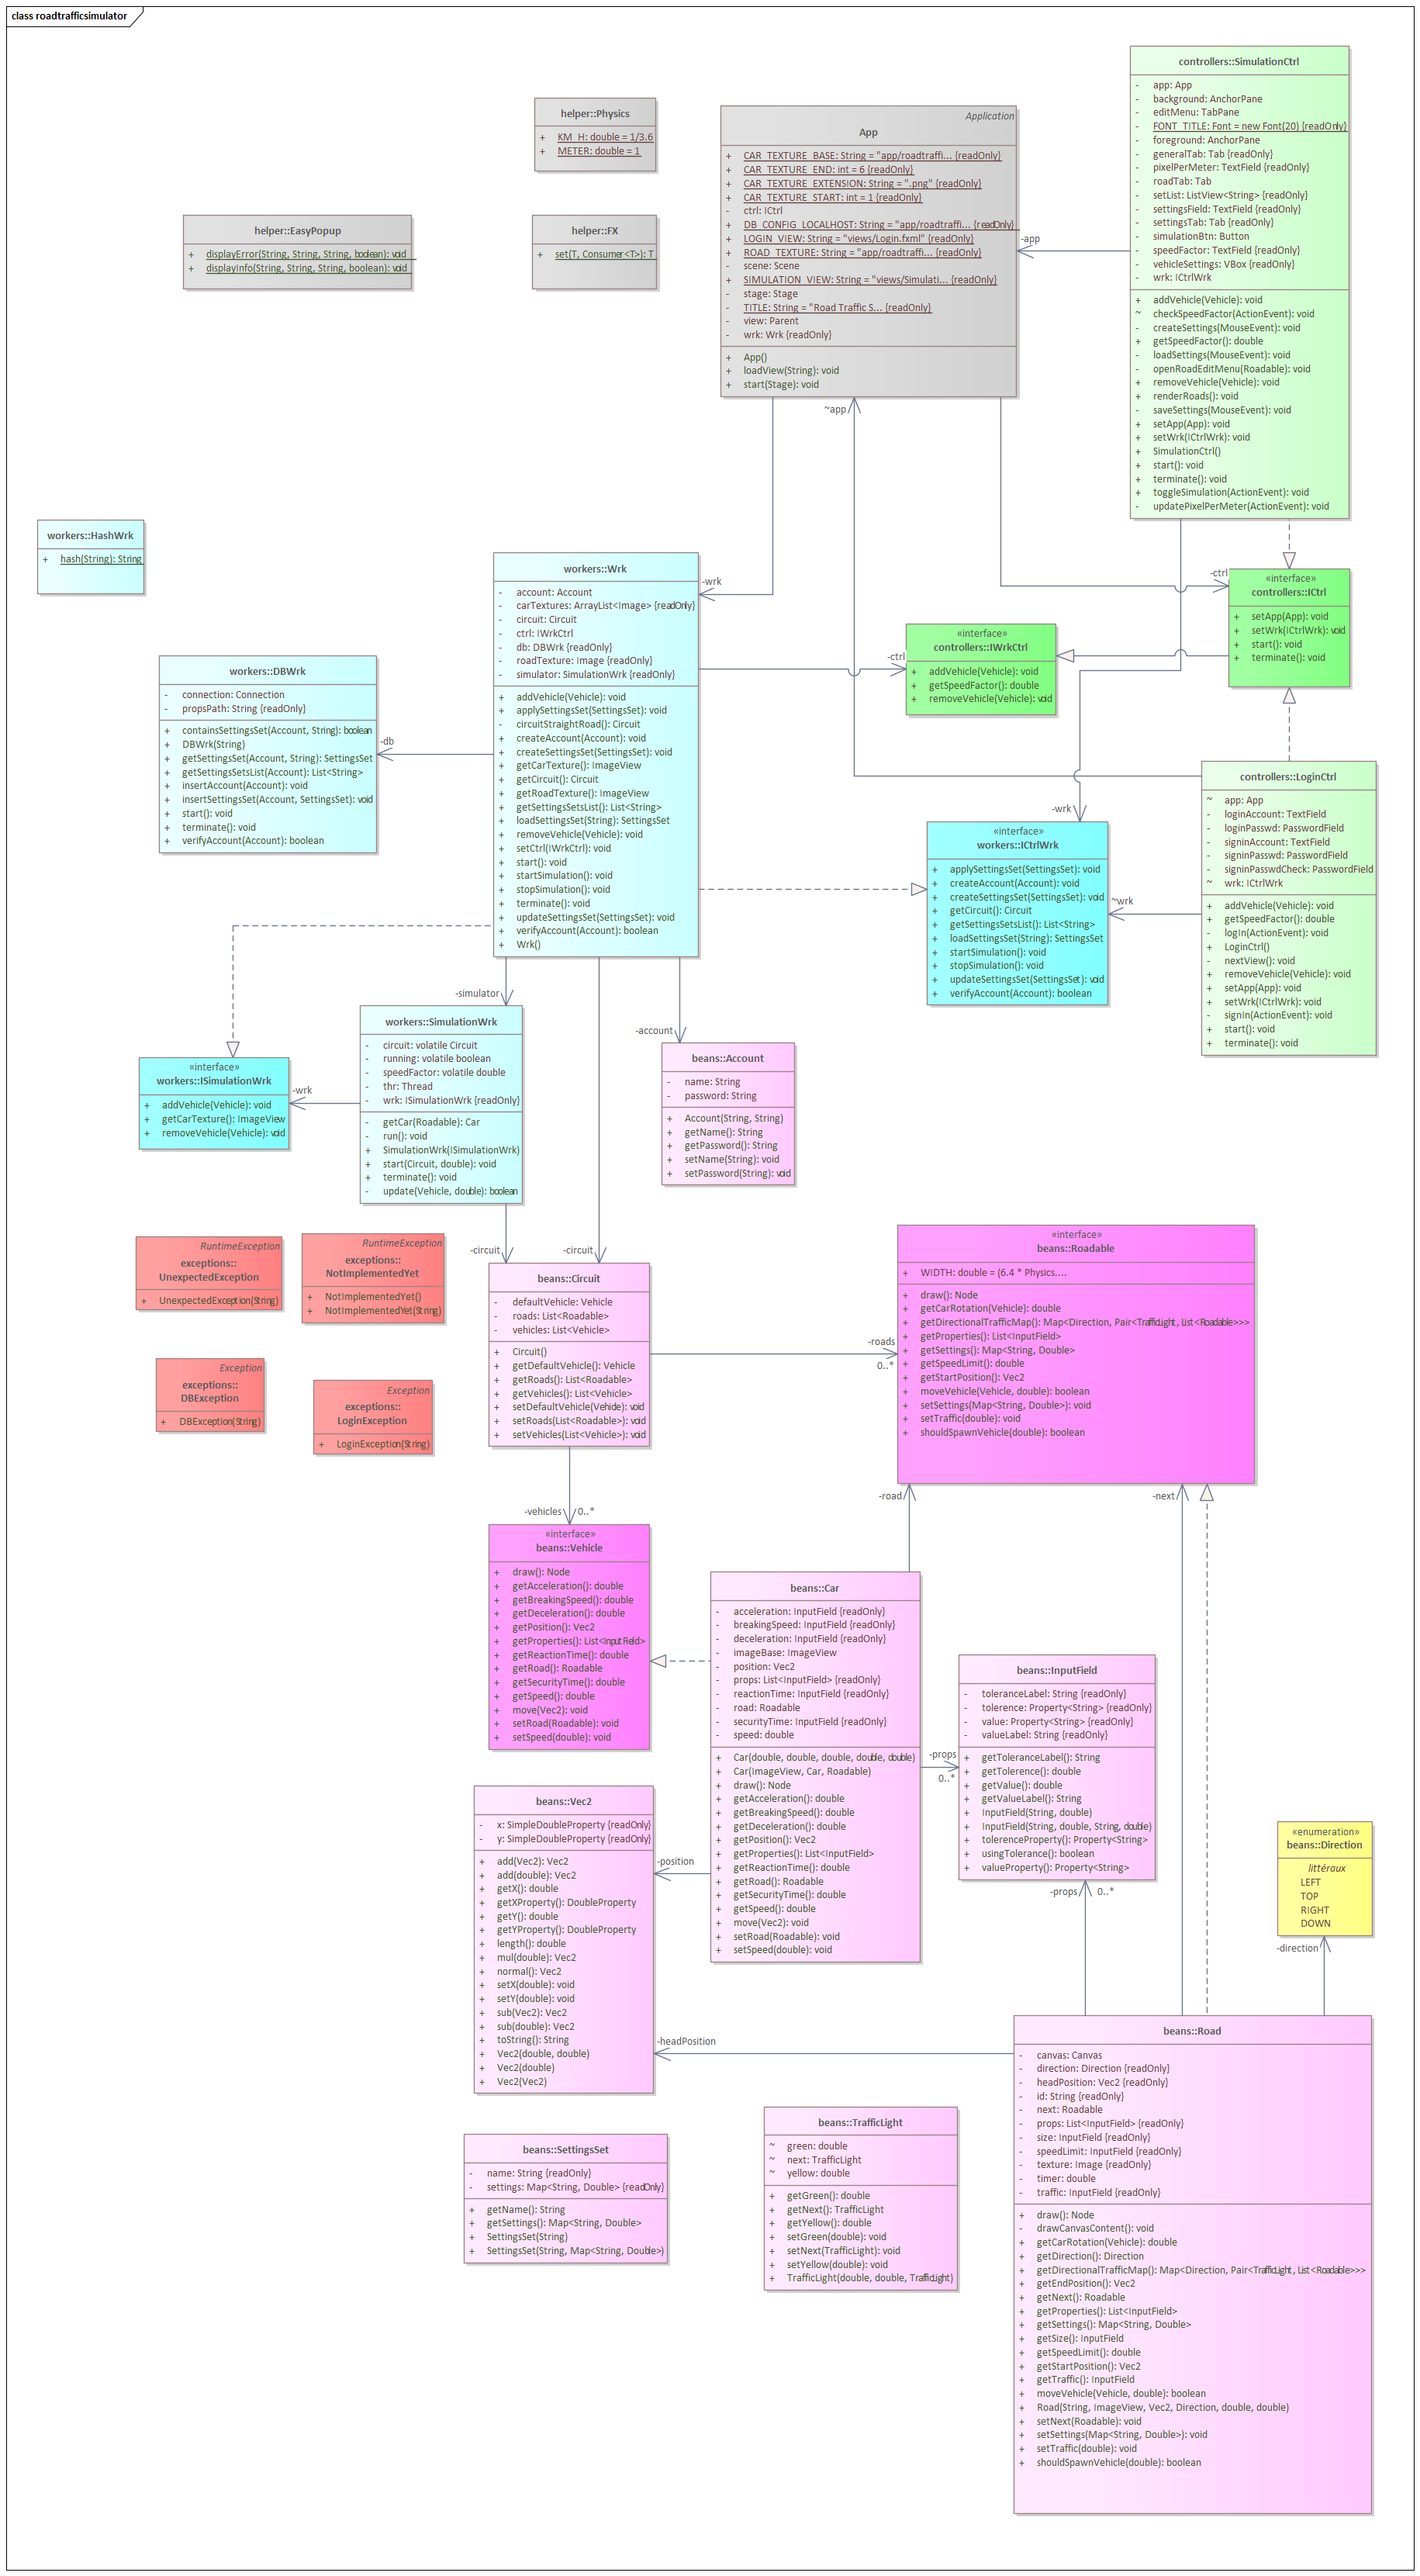 class roadtrafficsimulator
controllers::SimulationCtrl
- app: App
- background: AnchorPane
- editMenu: TabPane
- FONT_TITLE: Font = new Font(20) {readOnly}
- foreground: AnchorPane
- generalTab: Tab {readOnly}
- pixelPerMeter: TextField {readOnly}
- roadTab: Tab
- setList: ListView<String> {readOnly}
- settingsField: TextField {readOnly}
- settingsTab: Tab {readOnly}
- simulationBtn: Button
- speedFactor: TextField {readOnly}
- vehicleSettings: VBox {readOnly}
- wrk: ICtrlWrk
+ addVehicle(Vehicle): void
~ checkSpeedFactor(ActionEvent): void
- createSettings(MouseEvent): void
+ getSpeedFactor(): double
- loadSettings(MouseEvent): void
- openRoadEditMenu(Roadable): void
+ removeVehicle(Vehicle): void
+ renderRoads(): void
- saveSettings(MouseEvent): void
+ setApp(App): void
+ setWrk(ICtrlWrk): void
+ SimulationCtrl()
+ start(): void
+ terminate(): void
+ toggleSimulation(ActionEvent): void
- updatePixelPerMeter(ActionEvent): void
helper::Physics
+ KM_H: double = 1/3.6
+ METER: double = 1
Application
App
+ CAR_TEXTURE_BASE: String = "app/roadtraffi... {readOnly}
+ CAR_TEXTURE_END: int = 6 {readOnly}
+ CAR_TEXTURE_EXTENSION: String = ".png" {readOnly}
+ CAR_TEXTURE_START: int = 1 {readOnly}
- ctrl: ICtrl
+ DB_CONFIG_LOCALHOST: String = "app/roadtraffi... {readOnly}
+ LOGIN_VIEW: String = "views/Login.fxml" {readOnly}
+ ROAD_TEXTURE: String = "app/roadtraffi... {readOnly}
- scene: Scene
+ SIMULATION_VIEW: String = "views/Simulati... {readOnly}
- stage: Stage
- TITLE: String = "Road Traffic S... {readOnly}
- view: Parent
- wrk: Wrk {readOnly}
+ App()
+ loadView(String): void
+ start(Stage): void
-app
~app
helper::EasyPopup
+ displayError(String, String, String, boolean): void
+ displayInfo(String, String, String, boolean): void
helper::FX
+ set(T, Consumer<T>): T
workers::HashWrk
+ hash(String): String
workers::Wrk
- account: Account
- carTextures: ArrayList<Image> {readOnly}
- circuit: Circuit
- ctrl: IWrkCtrl
- db: DBWrk {readOnly}
- roadTexture: Image {readOnly}
- simulator: SimulationWrk {readOnly}
+ addVehicle(Vehicle): void
+ applySettingsSet(SettingsSet): void
- circuitStraightRoad(): Circuit
+ createAccount(Account): void
+ createSettingsSet(SettingsSet): void
+ getCarTexture(): ImageView
+ getCircuit(): Circuit
+ getRoadTexture(): ImageView
+ getSettingsSetsList(): List<String>
+ loadSettingsSet(String): SettingsSet
+ removeVehicle(Vehicle): void
+ setCtrl(IWrkCtrl): void
+ start(): void
+ startSimulation(): void
+ stopSimulation(): void
+ terminate(): void
+ updateSettingsSet(SettingsSet): void
+ verifyAccount(Account): boolean
+ Wrk()
-wrk
-ctrl
«interface»
controllers::ICtrl
+ setApp(App): void
+ setWrk(ICtrlWrk): void
+ start(): void
+ terminate(): void
-ctrl
«interface»
controllers::IWrkCtrl
+ addVehicle(Vehicle): void
+ getSpeedFactor(): double
+ removeVehicle(Vehicle): void
workers::DBWrk
- connection: Connection
- propsPath: String {readOnly}
+ containsSettingsSet(Account, String): boolean
+ DBWrk(String)
+ getSettingsSet(Account, String): SettingsSet
+ getSettingsSetsList(Account): List<String>
+ insertAccount(Account): void
+ insertSettingsSet(Account, SettingsSet): void
+ start(): void
+ terminate(): void
+ verifyAccount(Account): boolean
-db
-wrk
controllers::LoginCtrl
~ app: App
- loginAccount: TextField
- loginPasswd: PasswordField
- signinAccount: TextField
- signinPasswd: PasswordField
- signinPasswdCheck: PasswordField
~ wrk: ICtrlWrk
+ addVehicle(Vehicle): void
+ getSpeedFactor(): double
- logIn(ActionEvent): void
+ LoginCtrl()
- nextView(): void
+ removeVehicle(Vehicle): void
+ setApp(App): void
+ setWrk(ICtrlWrk): void
- signIn(ActionEvent): void
+ start(): void
+ terminate(): void
«interface»
workers::ICtrlWrk
+ applySettingsSet(SettingsSet): void
+ createAccount(Account): void
+ createSettingsSet(SettingsSet): void
+ getCircuit(): Circuit
+ getSettingsSetsList(): List<String>
+ loadSettingsSet(String): SettingsSet
+ startSimulation(): void
+ stopSimulation(): void
+ updateSettingsSet(SettingsSet): void
+ verifyAccount(Account): boolean
~wrk
-simulator
workers::SimulationWrk
- circuit: volatile Circuit
- running: volatile boolean
- speedFactor: volatile double
- thr: Thread
- wrk: ISimulationWrk {readOnly}
- getCar(Roadable): Car
- run(): void
+ SimulationWrk(ISimulationWrk)
+ start(Circuit, double): void
+ terminate(): void
- update(Vehicle, double): boolean
-account
beans::Account
- name: String
- password: String
+ Account(String, String)
+ getName(): String
+ getPassword(): String
+ setName(String): void
+ setPassword(String): void
«interface»
workers::ISimulationWrk
+ addVehicle(Vehicle): void
+ getCarTexture(): ImageView
+ removeVehicle(Vehicle): void
-wrk
RuntimeException
exceptions::
UnexpectedException
+ UnexpectedException(String)
RuntimeException
exceptions::
NotImplementedYet
+ NotImplementedYet()
+ NotImplementedYet(String)
Exception
exceptions::
DBException
+ DBException(String)
Exception
exceptions::
LoginException
+ LoginException(String)
-circuit
-circuit
beans::Circuit
- defaultVehicle: Vehicle
- roads: List<Roadable>
- vehicles: List<Vehicle>
+ Circuit()
+ getDefaultVehicle(): Vehicle
+ getRoads(): List<Roadable>
+ getVehicles(): List<Vehicle>
+ setDefaultVehicle(Vehicle): void
+ setRoads(List<Roadable>): void
+ setVehicles(List<Vehicle>): void
-roads
0..*
«interface»
beans::Roadable
+ WIDTH: double = (6.4 * Physics....
+ draw(): Node
+ getCarRotation(Vehicle): double
+ getDirectionalTrafficMap(): Map<Direction, Pair<TrafficLight, List<Roadable>>>
+ getProperties(): List<InputField>
+ getSettings(): Map<String, Double>
+ getSpeedLimit(): double
+ getStartPosition(): Vec2
+ moveVehicle(Vehicle, double): boolean
+ setSettings(Map<String, Double>): void
+ setTraffic(double): void
+ shouldSpawnVehicle(double): boolean
-vehicles
0..*
-road
-next
«interface»
beans::Vehicle
+ draw(): Node
+ getAcceleration(): double
+ getBreakingSpeed(): double
+ getDeceleration(): double
+ getPosition(): Vec2
+ getProperties(): List<InputField>
+ getReactionTime(): double
+ getRoad(): Roadable
+ getSecurityTime(): double
+ getSpeed(): double
+ move(Vec2): void
+ setRoad(Roadable): void
+ setSpeed(double): void
beans::Car
- acceleration: InputField {readOnly}
- breakingSpeed: InputField {readOnly}
- deceleration: InputField {readOnly}
- imageBase: ImageView
- position: Vec2
- props: List<InputField> {readOnly}
- reactionTime: InputField {readOnly}
- road: Roadable
- securityTime: InputField {readOnly}
- speed: double
+ Car(double, double, double, double, double)
+ Car(ImageView, Car, Roadable)
+ draw(): Node
+ getAcceleration(): double
+ getBreakingSpeed(): double
+ getDeceleration(): double
+ getPosition(): Vec2
+ getProperties(): List<InputField>
+ getReactionTime(): double
+ getRoad(): Roadable
+ getSecurityTime(): double
+ getSpeed(): double
+ move(Vec2): void
+ setRoad(Roadable): void
+ setSpeed(double): void
-props
0..*
beans::InputField
- toleranceLabel: String {readOnly}
- tolerence: Property<String> {readOnly}
- value: Property<String> {readOnly}
- valueLabel: String {readOnly}
+ getToleranceLabel(): String
+ getTolerence(): double
+ getValue(): double
+ getValueLabel(): String
+ InputField(String, double)
+ InputField(String, double, String, double)
+ tolerenceProperty(): Property<String>
+ usingTolerance(): boolean
+ valueProperty(): Property<String>
-props
0..*
beans::Vec2
- x: SimpleDoubleProperty {readOnly}
- y: SimpleDoubleProperty {readOnly}
+ add(Vec2): Vec2
+ add(double): Vec2
+ getX(): double
+ getXProperty(): DoubleProperty
+ getY(): double
+ getYProperty(): DoubleProperty
+ length(): double
+ mul(double): Vec2
+ normal(): Vec2
+ setX(double): void
+ setY(double): void
+ sub(Vec2): Vec2
+ sub(double): Vec2
+ toString(): String
+ Vec2(double, double)
+ Vec2(double)
+ Vec2(Vec2)
-position
-headPosition
«enumeration»
beans::Direction
littéraux
LEFT
TOP
RIGHT
DOWN
-direction
beans::Road
- canvas: Canvas
- direction: Direction {readOnly}
- headPosition: Vec2 {readOnly}
- id: String {readOnly}
- next: Roadable
- props: List<InputField> {readOnly}
- size: InputField {readOnly}
- speedLimit: InputField {readOnly}
- texture: Image {readOnly}
- timer: double
- traffic: InputField {readOnly}
+ draw(): Node
- drawCanvasContent(): void
+ getCarRotation(Vehicle): double
+ getDirection(): Direction
+ getDirectionalTrafficMap(): Map<Direction, Pair<TrafficLight, List<Roadable>>>
+ getEndPosition(): Vec2
+ getNext(): Roadable
+ getProperties(): List<InputField>
+ getSettings(): Map<String, Double>
+ getSize(): InputField
+ getSpeedLimit(): double
+ getStartPosition(): Vec2
+ getTraffic(): InputField
+ moveVehicle(Vehicle, double): boolean
+ Road(String, ImageView, Vec2, Direction, double, double)
+ setNext(Roadable): void
+ setSettings(Map<String, Double>): void
+ setTraffic(double): void
+ shouldSpawnVehicle(double): boolean
beans::TrafficLight
~ green: double
~ next: TrafficLight
~ yellow: double
+ getGreen(): double
+ getNext(): TrafficLight
+ getYellow(): double
+ setGreen(double): void
+ setNext(TrafficLight): void
+ setYellow(double): void
+ TrafficLight(double, double, TrafficLight)
beans::SettingsSet
- name: String {readOnly}
- settings: Map<String, Double> {readOnly}
+ getName(): String
+ getSettings(): Map<String, Double>
+ SettingsSet(String)
+ SettingsSet(String, Map<String, Double>)